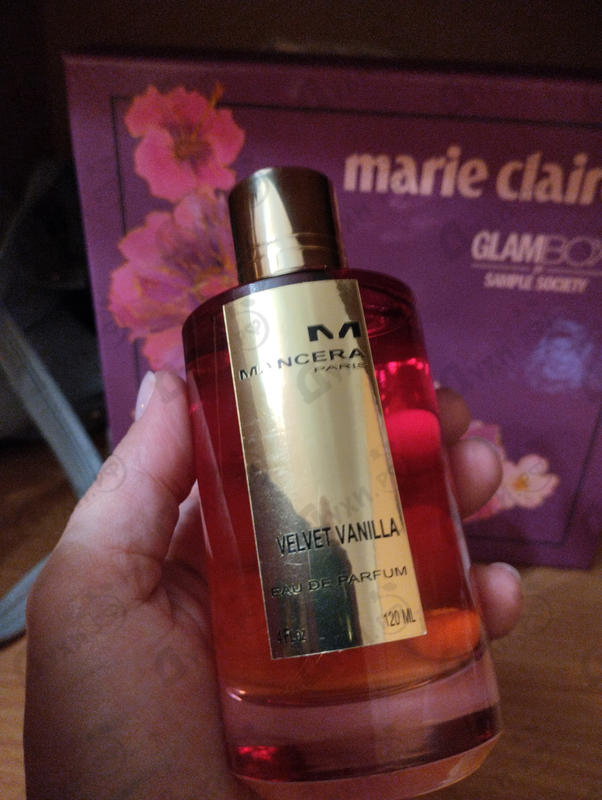 marie clair
GLAMBOX
SAMPLE SOCIETY
M
MANCERA
PARIS
VELVET VANILLA
EAU DE PARFUM
4 Fl.oz
120 ML